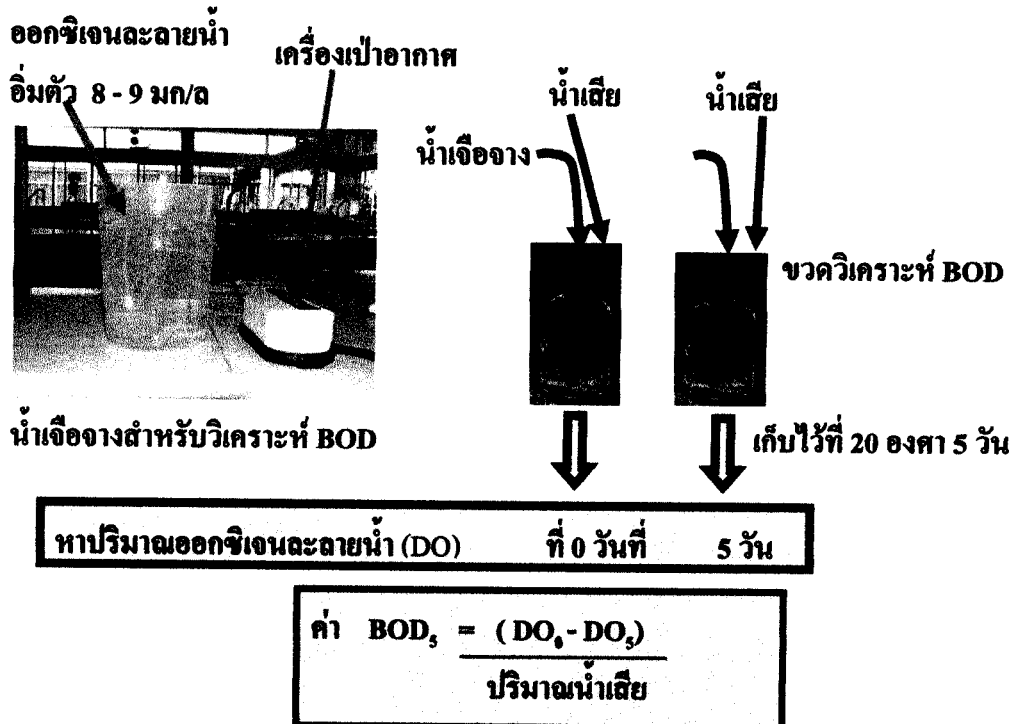 ออกซิเจนละลายน้ำ
อิ่มตัว 8 - 9 มก/ล
เครื่องเป่าอากาศ
น้ำเสีย
น้ำเสีย
น้ำเจือจาง
ขวดวิเคราะห์ BOD
น้ำเจือจางสำหรับวิเคราะห์ BOD
เก็บไว้ที่ 20 องศา 5 วัน
หาปริมาณออกซิเจนละลายน้ำ (DO) ที่ 0 วันที่ 5 วัน
ค่า BOD₅ = (DO₀ - DO₅)
ปริมาณน้ำเสีย